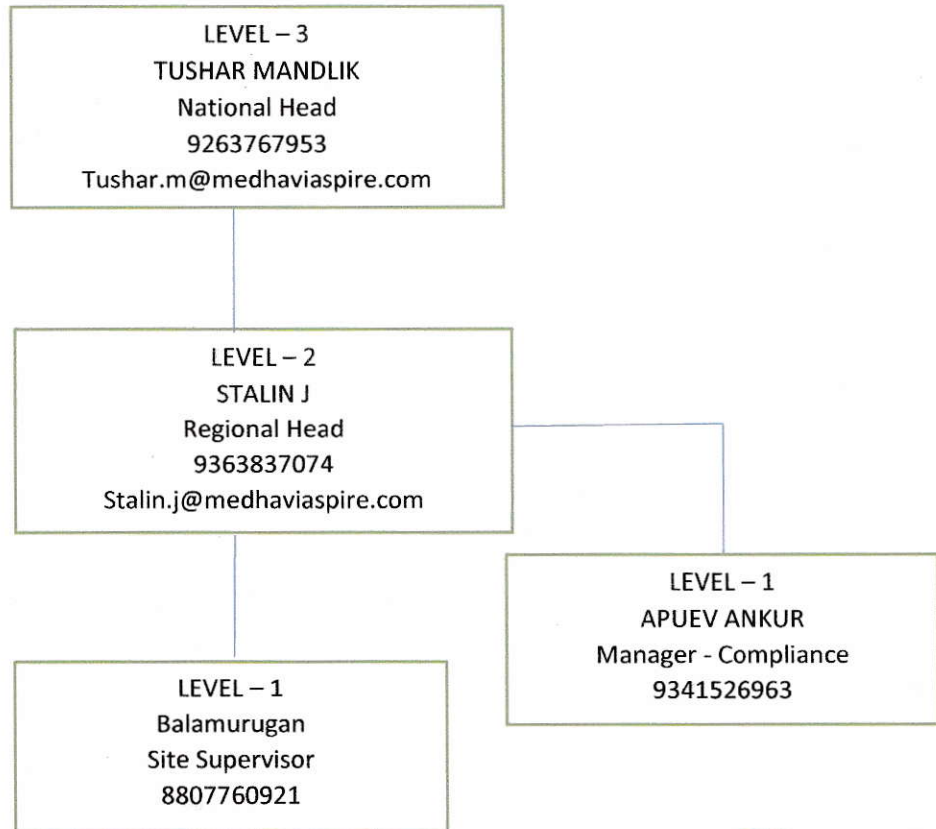 LEVEL – 3
TUSHAR MANDLIK
National Head
9263767953
Tushar.m@medhaviaspire.com
LEVEL – 2
STALIN J
Regional Head
9363837074
Stalin.j@medhaviaspire.com
LEVEL – 1
APUEV ANKUR
Manager - Compliance
9341526963
LEVEL – 1
Balamurugan
Site Supervisor
8807760921